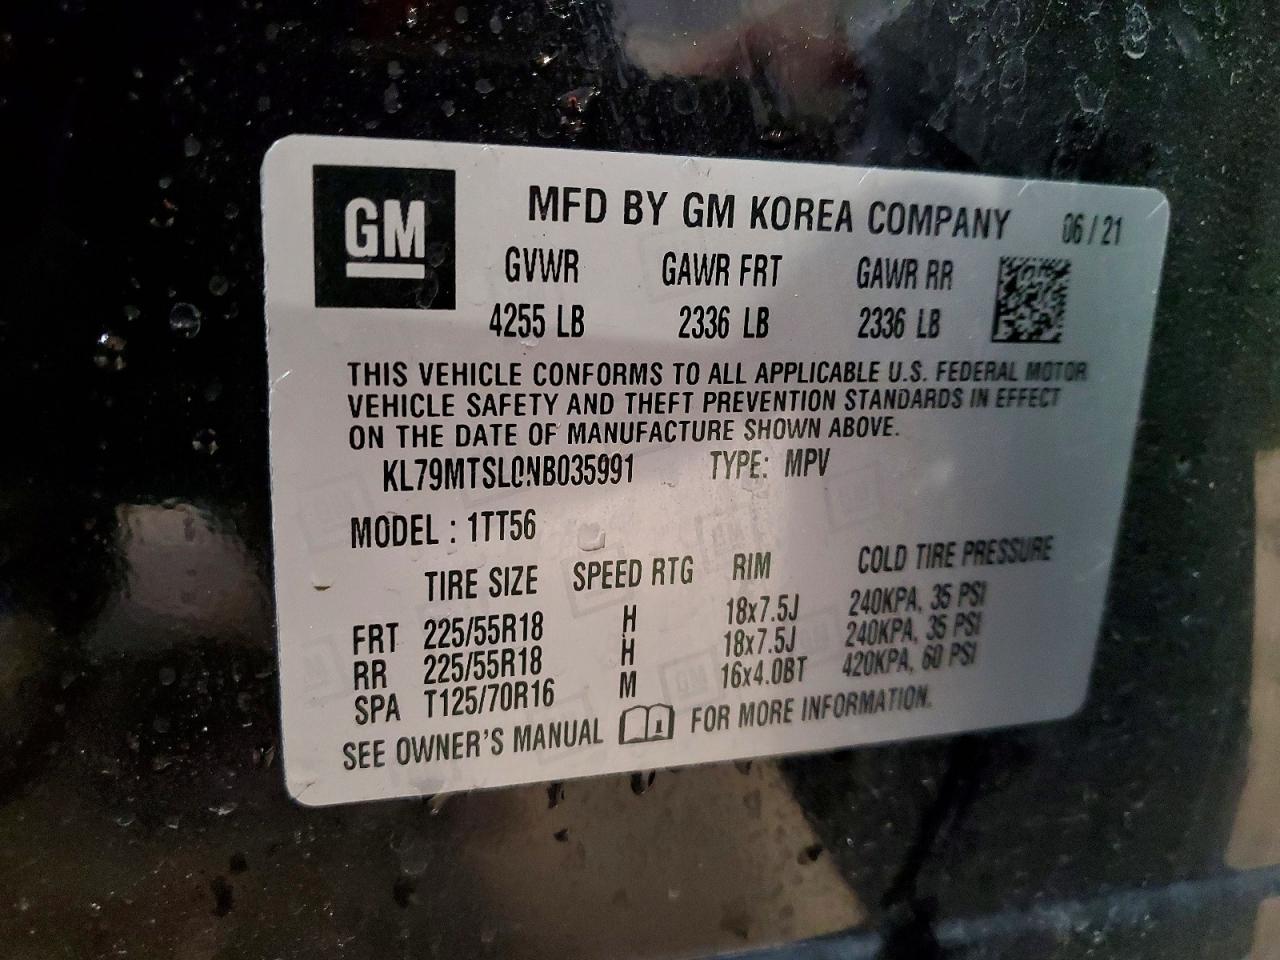 GM
MFD BY GM KOREA COMPANY 06/21
GVWR GAWR FRT GAWR RR
4255 LB 2336 LB 2336 LB
THIS VEHICLE CONFORMS TO ALL APPLICABLE U.S. FEDERAL MOTOR
VEHICLE SAFETY AND THEFT PREVENTION STANDARDS IN EFFECT
ON THE DATE OF MANUFACTURE SHOWN ABOVE.
KL79MTSL0NB035991 TYPE: MPV
MODEL : 1TT56
TIRE SIZE SPEED RTG RIM COLD TIRE PRESSURE
FRT 225/55R18 H 18x7.5J 240KPA, 35 PSI
RR 225/55R18 H 18x7.5J 240KPA, 35 PSI
SPA T125/70R16 M 16x4.0BT 420KPA, 60 PSI
SEE OWNER'S MANUAL FOR MORE INFORMATION.